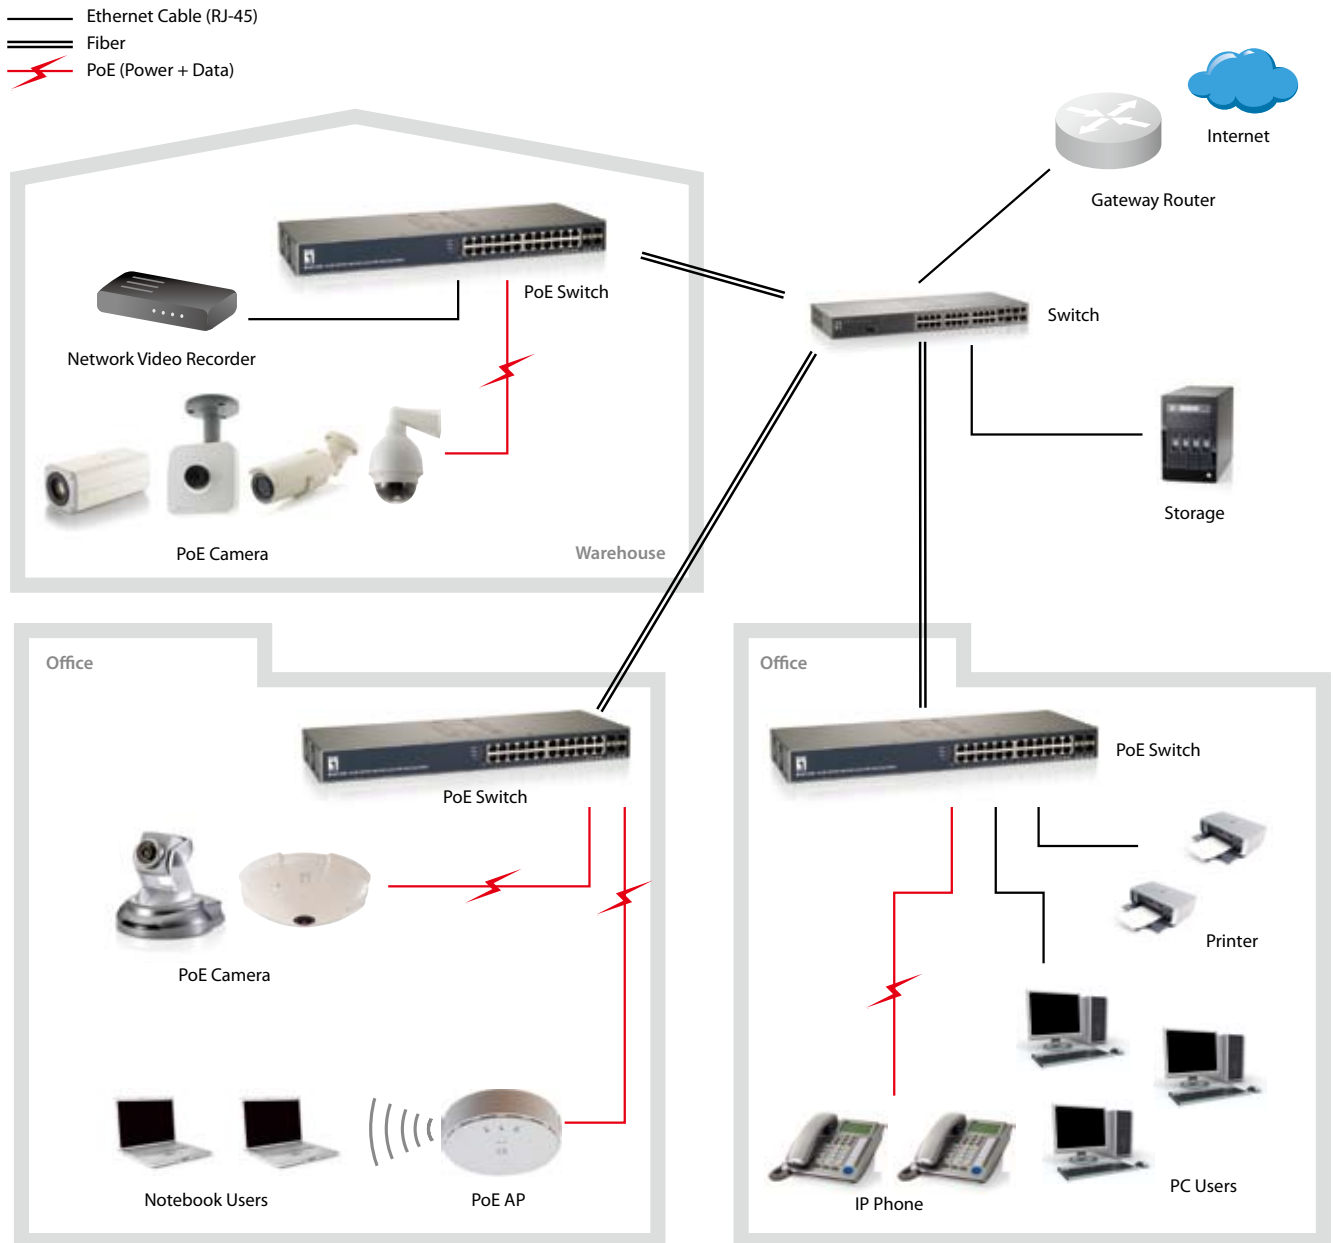 Ethernet Cable (RJ-45)
Fiber
PoE (Power + Data)
Internet
Gateway Router
PoE Switch
Switch
Network Video Recorder
Storage
PoE Camera
Warehouse
Office
Office
PoE Switch
PoE Switch
PoE Camera
Printer
Notebook Users
PoE AP
IP Phone
PC Users